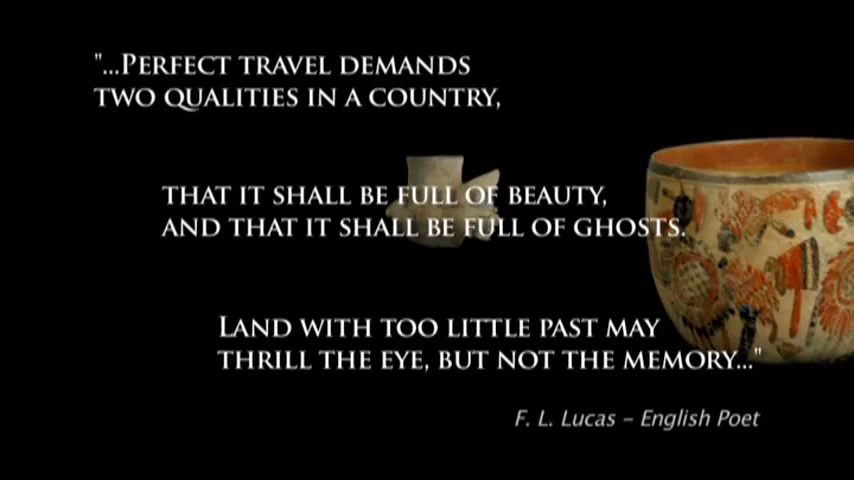 "...Perfect travel demands
two qualities in a country,
that it shall be full of beauty,
and that it shall be full of ghosts.
Land with too little past may
thrill the eye, but not the memory..."
F. L. Lucas – English Poet